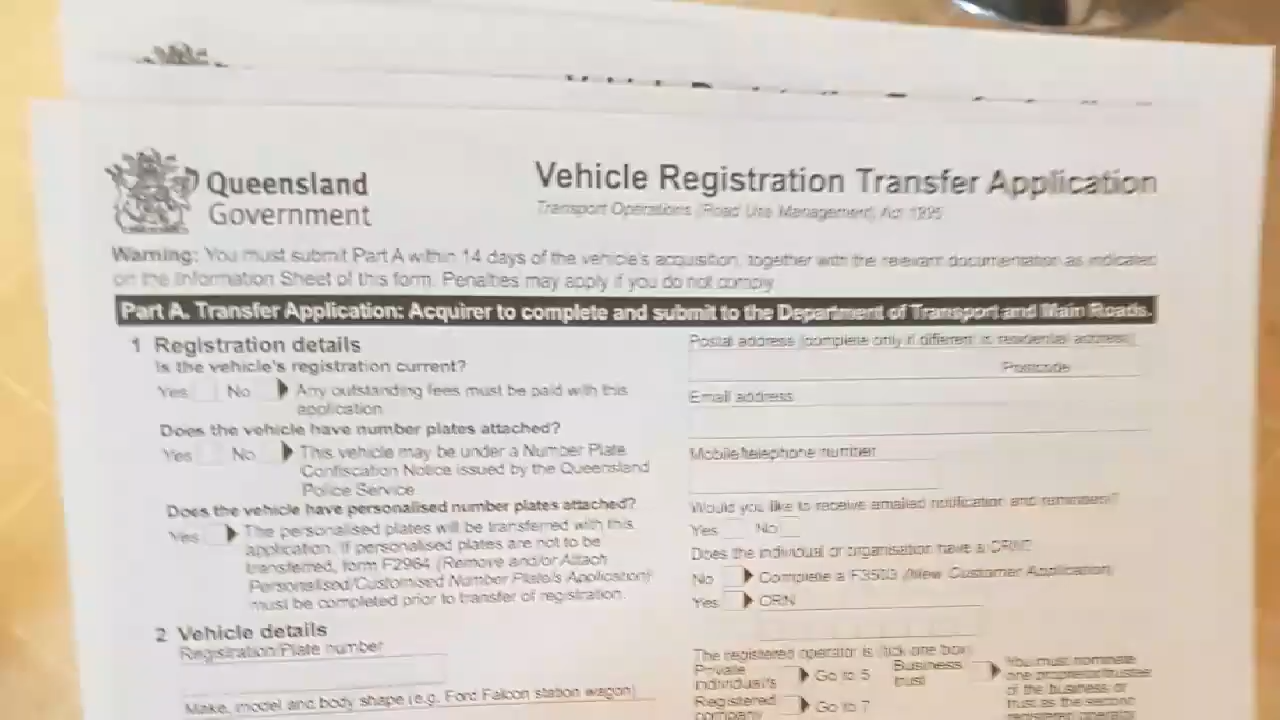 Queensland
Government
Vehicle Registration Transfer Application
Transport Operations (Road Use Management) Act 1995
Warning: You must submit Part A within 14 days of the vehicle's acquisition, together with the relevant documentation as indicated
on the Information Sheet of this form. Penalties may apply if you do not comply.
Part A. Transfer Application: Acquirer to complete and submit to the Department of Transport and Main Roads.
1 Registration details
Is the vehicle's registration current?
Yes No Any outstanding fees must be paid with this
application.
Does the vehicle have number plates attached?
Yes No This vehicle may be under a Number Plate
Confiscation Notice issued by the Queensland
Police Service
Does the vehicle have personalised number plates attached?
Yes The personalised plates will be transferred with this
application. If personalised plates are not to be
transferred, form F2964 (Remove and/or Attach
Personalised/Customised Number Plate/s Application)
must be completed prior to transfer of registration.
2 Vehicle details
Registration/Plate number
Make, model and body shape (e.g. Ford Falcon station wagon)
Postal address (complete only if different to residential address)
Postcode
Email address
Mobile/telephone number
Would you like to receive emailed notification and reminders?
Yes No
Does the individual or organisation have a CRN?
No Complete a F3503 (New Customer Application)
Yes CRN
The registered operator is (tick one box)
Private
individual/s Go to 5 Business
trust You must nominate
one proprietor/trustee
of the business or
trust as the second
registered operator
Registered
company Go to 7